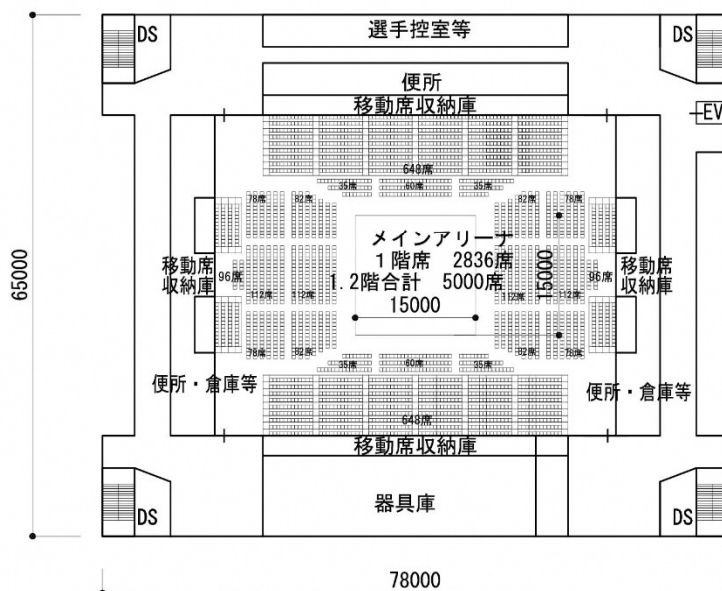 DS
選手控室等
DS
便所
移動席収納庫
EV
648席
35席
60席
35席
78席
82席
82席
78席
メインアリーナ
1階席 2836席
1.2階合計 5000席
15000
15000
65000
移動席
収納庫
96席
112席
112席
112席
112席
96席
移動席
収納庫
78席
82席
82席
78席
35席
60席
35席
便所・倉庫等
便所・倉庫等
648席
移動席収納庫
器具庫
DS
DS
78000